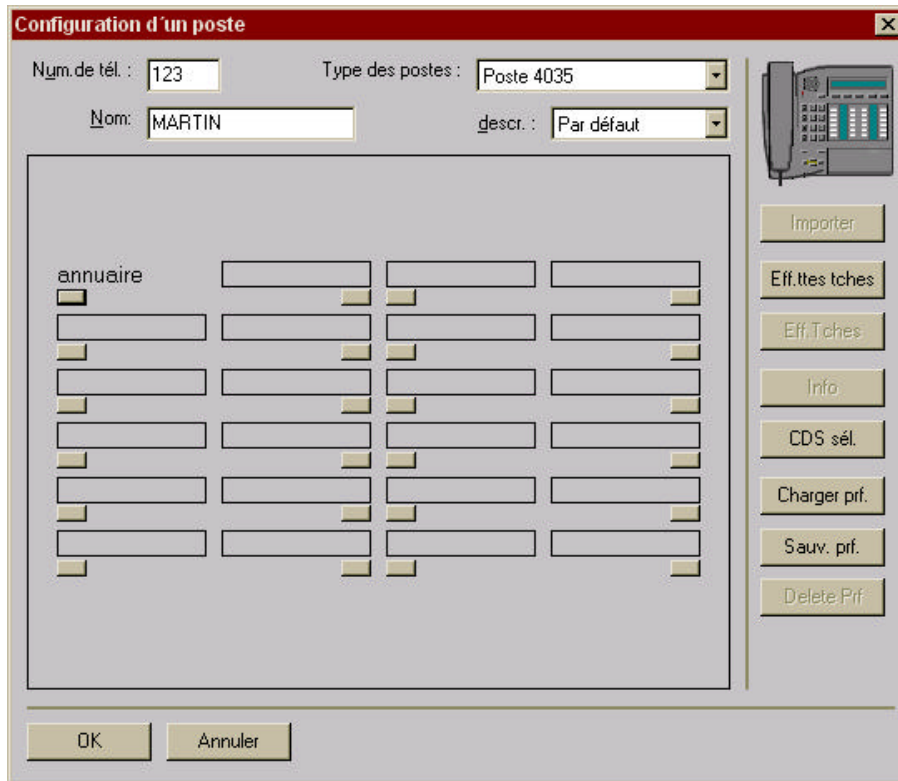 Configuration d´un poste
Num.de tél. : 123 Type des postes : Poste 4035
Nom: MARTIN descr. : Par défaut
annuaire
Importer
Eff.ttes tches
Eff.Tches
Info
CDS sél.
Charger prf.
Sauv. prf.
Delete Prf
OK Annuler